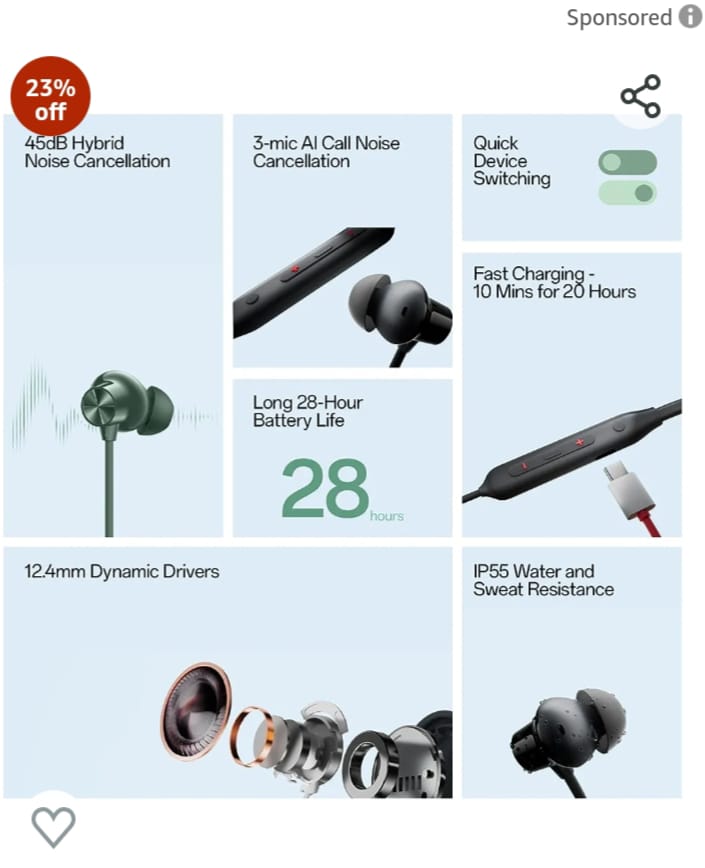 Sponsored
23%
off
45dB Hybrid
Noise Cancellation
3-mic AI Call Noise
Cancellation
Quick
Device
Switching
Fast Charging -
10 Mins for 20 Hours
Long 28-Hour
Battery Life
28
hours
12.4mm Dynamic Drivers
IP55 Water and
Sweat Resistance